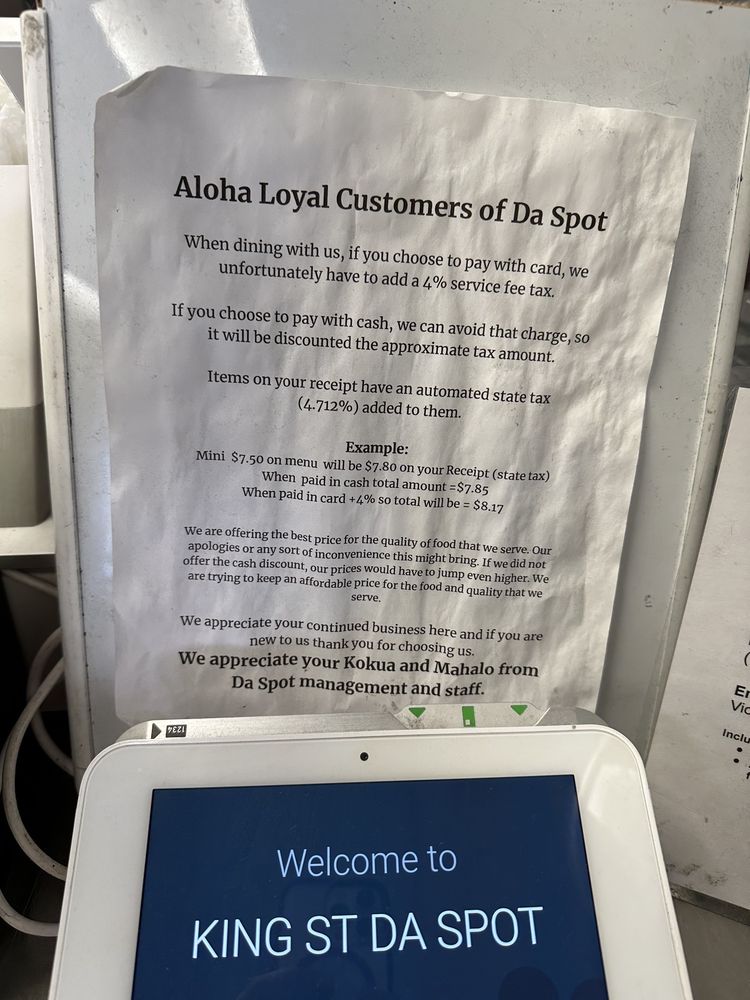 Aloha Loyal Customers of Da Spot
When dining with us, if you choose to pay with card, we
unfortunately have to add a 4% service fee tax.
If you choose to pay with cash, we can avoid that charge, so
it will be discounted the approximate tax amount.
Items on your receipt have an automated state tax
(4.712%) added to them.
Example:
Mini $7.50 on menu will be $7.80 on your Receipt (state tax)
When paid in cash total amount =$7.85
When paid in card +4% so total will be = $8.17
We are offering the best price for the quality of food that we serve. Our
apologies or any sort of inconvenience this might bring. If we did not
offer the cash discount, our prices would have to jump even higher. We
are trying to keep an affordable price for the food and quality that we
serve.
We appreciate your continued business here and if you are
new to us thank you for choosing us.
We appreciate your Kokua and Mahalo from
Da Spot management and staff.
1234
Welcome to
KING ST DA SPOT